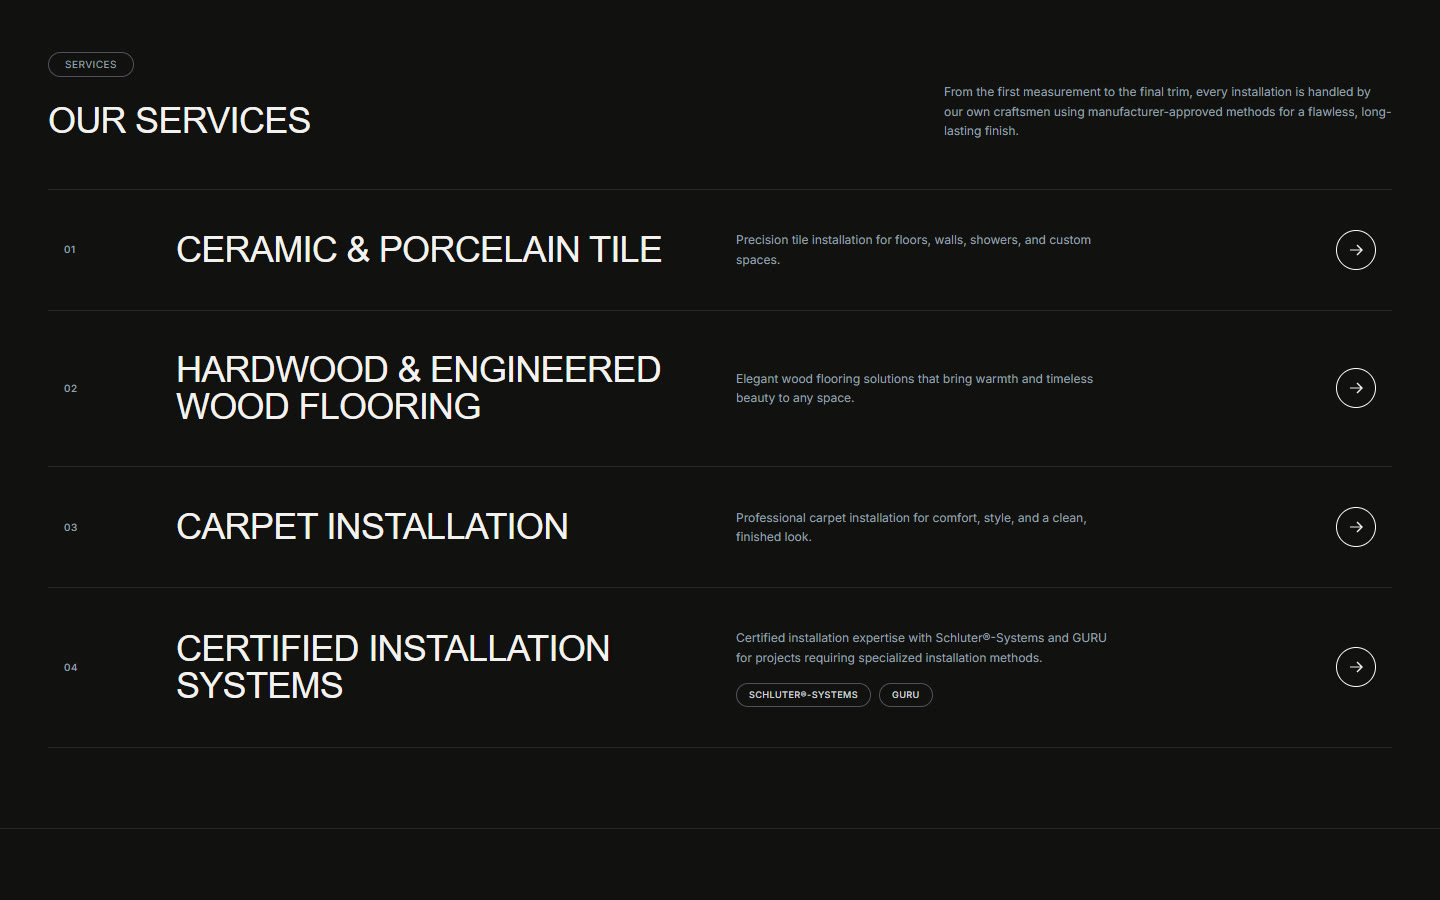 SERVICES
OUR SERVICES
From the first measurement to the final trim, every installation is handled by
our own craftsmen using manufacturer-approved methods for a flawless, long-
lasting finish.
01
CERAMIC & PORCELAIN TILE
Precision tile installation for floors, walls, showers, and custom
spaces.
02
HARDWOOD & ENGINEERED
WOOD FLOORING
Elegant wood flooring solutions that bring warmth and timeless
beauty to any space.
03
CARPET INSTALLATION
Professional carpet installation for comfort, style, and a clean,
finished look.
04
CERTIFIED INSTALLATION
SYSTEMS
Certified installation expertise with Schluter®-Systems and GURU
for projects requiring specialized installation methods.
SCHLUTER®-SYSTEMS
GURU